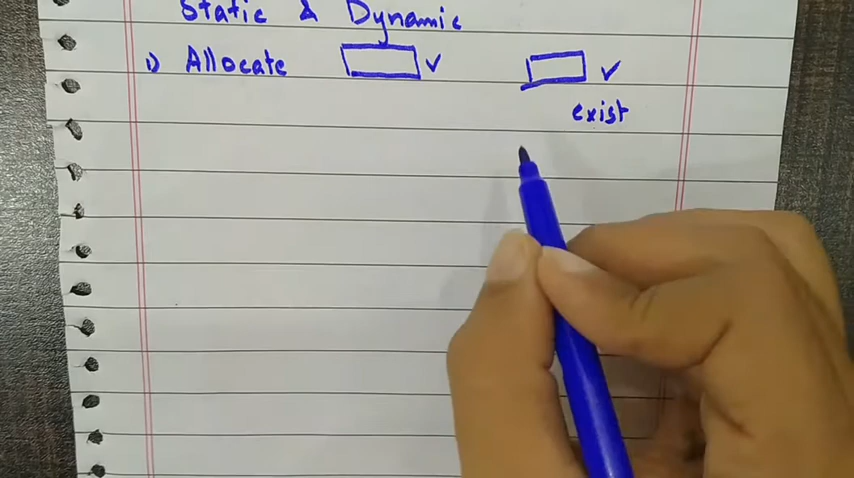 Static & Dynamic
1) Allocate ✓ ✓
exist